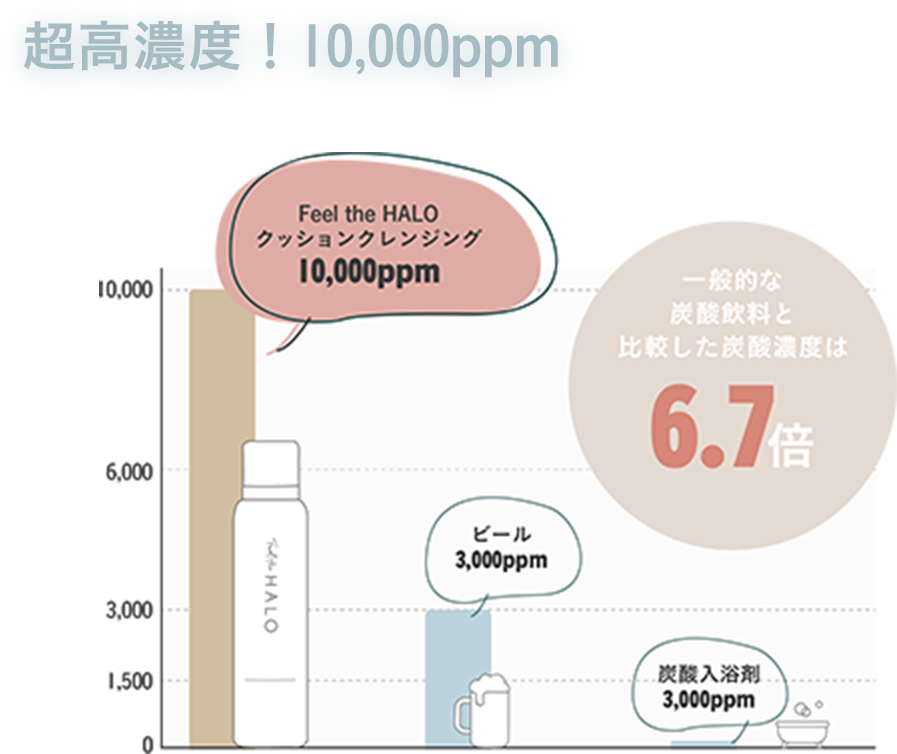 超高濃度！10,000ppm
Feel the HALO
クッションクレンジング
10,000ppm
一般的な
炭酸飲料と
比較した炭酸濃度は
6.7倍
10,000
6,000
ビール
3,000ppm
HALO
3,000
1,500
炭酸入浴剤
3,000ppm
0